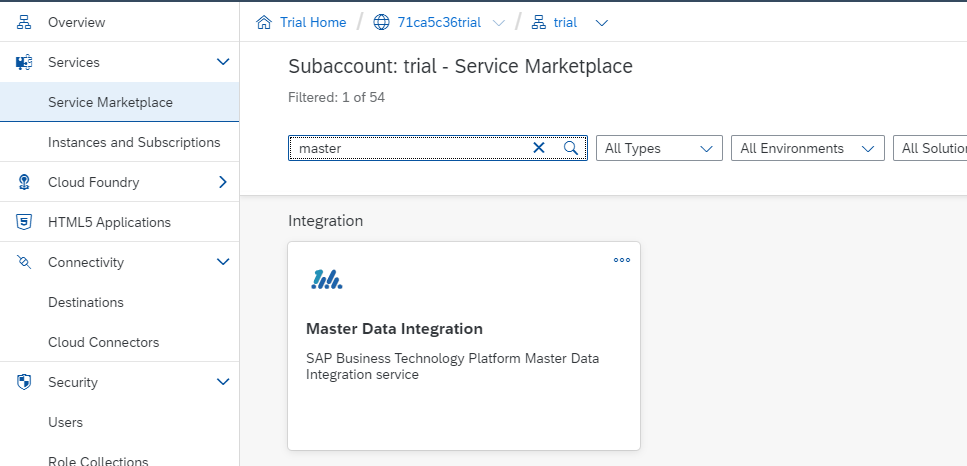 Overview
Services
Service Marketplace
Instances and Subscriptions
Cloud Foundry
HTML5 Applications
Connectivity
Destinations
Cloud Connectors
Security
Users
Role Collections
Trial Home / 71ca5c36trial / trial
Subaccount: trial - Service Marketplace
Filtered: 1 of 54
master
All Types
All Environments
All Solutio
Integration
Master Data Integration
SAP Business Technology Platform Master Data
Integration service